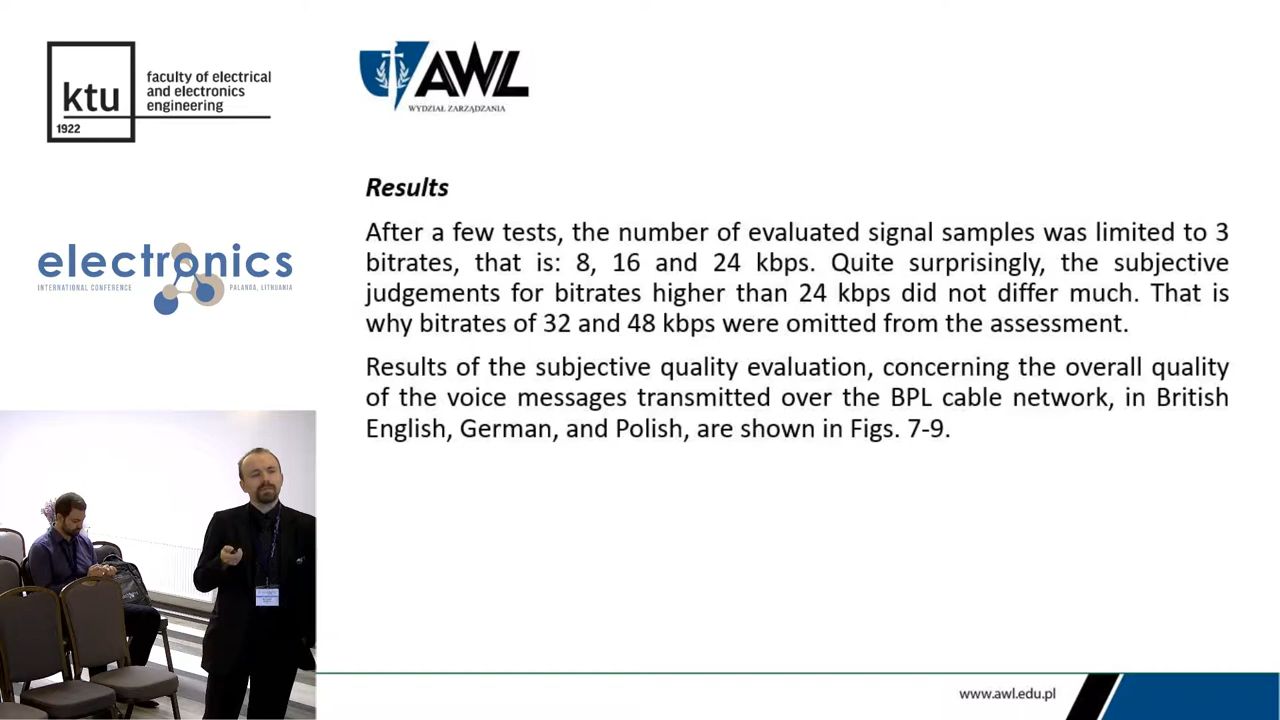 ktu
1922
faculty of electrical
and electronics
engineering
AWL
WYDZIAŁ ZARZĄDZANIA
electronics
INTERNATIONAL CONFERENCE
PALANGA, LITHUANIA
Results
After a few tests, the number of evaluated signal samples was limited to 3
bitrates, that is: 8, 16 and 24 kbps. Quite surprisingly, the subjective
judgements for bitrates higher than 24 kbps did not differ much. That is
why bitrates of 32 and 48 kbps were omitted from the assessment.
Results of the subjective quality evaluation, concerning the overall quality
of the voice messages transmitted over the BPL cable network, in British
English, German, and Polish, are shown in Figs. 7-9.
www.awl.edu.pl